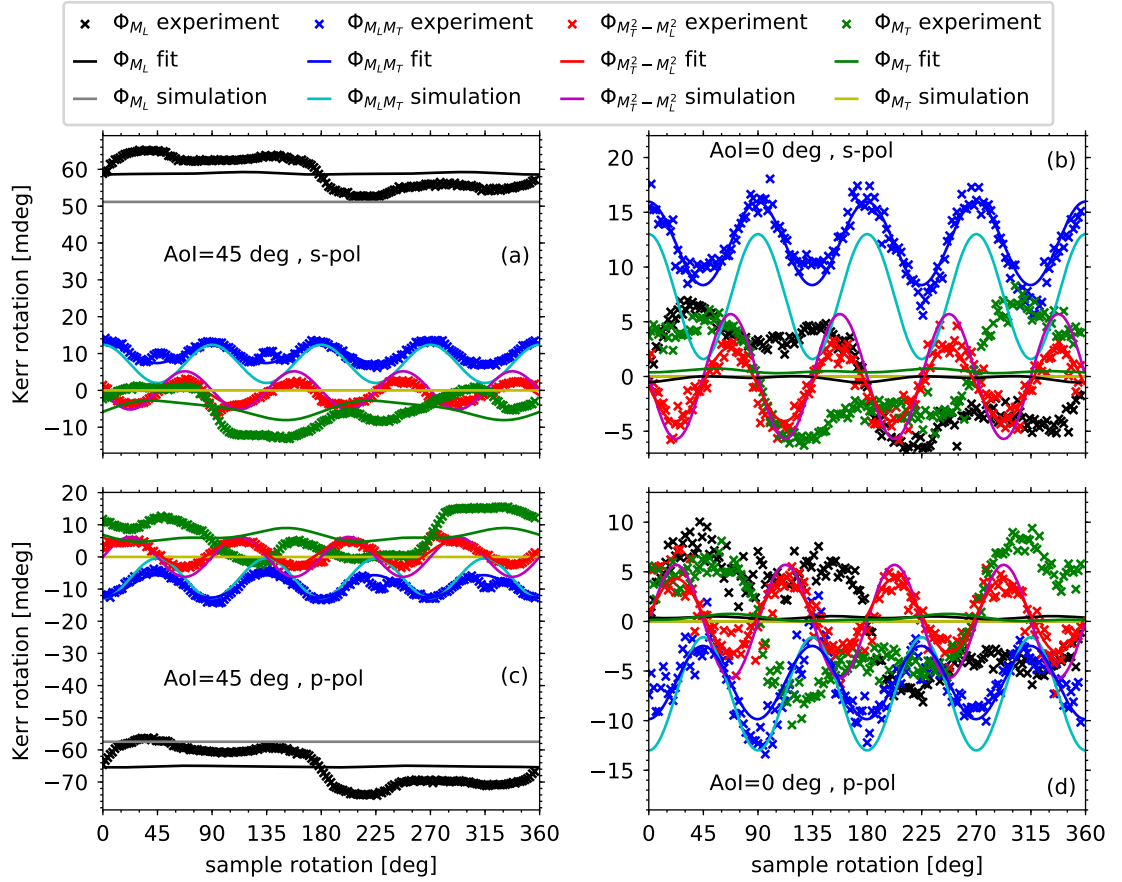 Φ_{M_L} experiment Φ_{M_L M_T} experiment Φ_{M_T^2−M_L^2} experiment Φ_{M_T} experiment
Φ_{M_L} fit Φ_{M_L M_T} fit Φ_{M_T^2−M_L^2} fit Φ_{M_T} fit
Φ_{M_L} simulation Φ_{M_L M_T} simulation Φ_{M_T^2−M_L^2} simulation Φ_{M_T} simulation
Kerr rotation [mdeg]
60
50
40
30
20
10
0
−10
AoI=45 deg , s-pol (a)
20
15
10
5
0
−5
AoI=0 deg , s-pol (b)
Kerr rotation [mdeg]
20
10
0
−10
−20
−30
−40
−50
−60
−70
AoI=45 deg , p-pol (c)
0 45 90 135 180 225 270 315 360
sample rotation [deg]
10
5
0
−5
−10
−15
AoI=0 deg , p-pol (d)
0 45 90 135 180 225 270 315 360
sample rotation [deg]